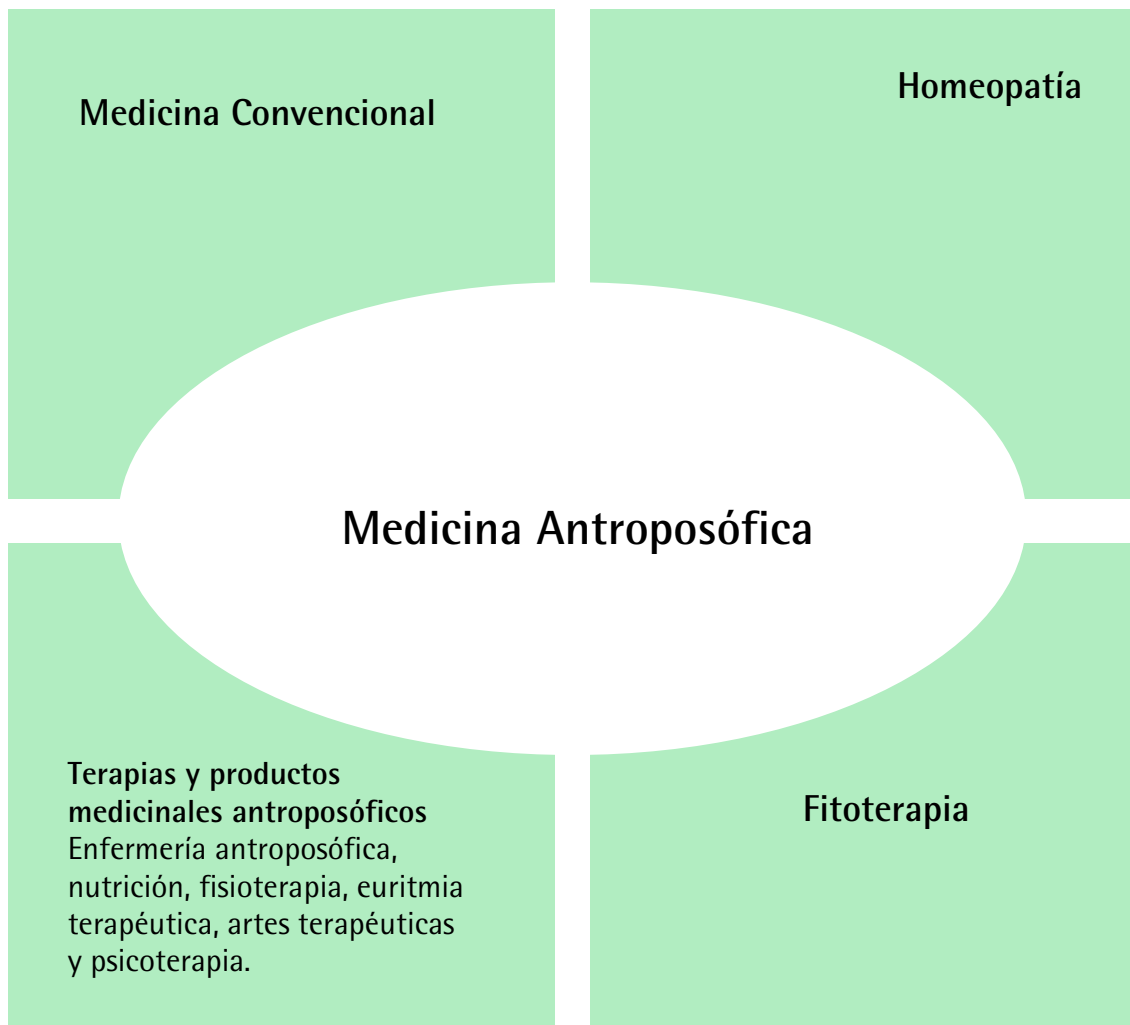 Medicina Convencional
Homeopatía
Medicina Antroposófica
Terapias y productos
medicinales antroposóficos
Enfermería antroposófica,
nutrición, fisioterapia, euritmia
terapéutica, artes terapéuticas
y psicoterapia.
Fitoterapia